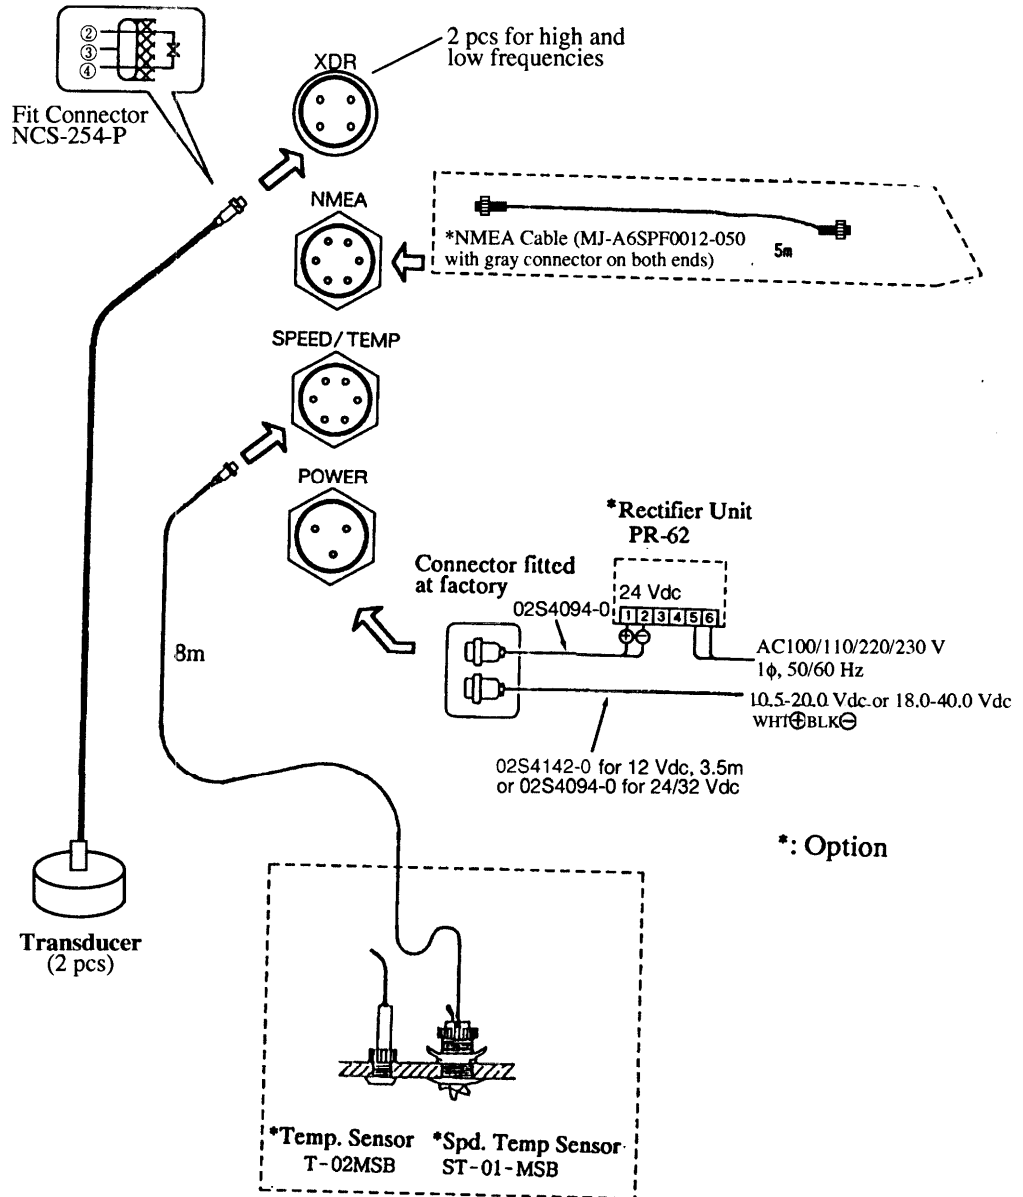 ②
③
④
Fit Connector
NCS-254-P
XDR
2 pcs for high and
low frequencies
NMEA
*NMEA Cable (MJ-A6SPF0012-050
with gray connector on both ends)
5m
SPEED/TEMP
POWER
8m
*Rectifier Unit
PR-62
Connector fitted
at factory
24 Vdc
1 2 3 4 5 6
⊕ ⊖
02S4094-0
AC100/110/220/230 V
1ϕ, 50/60 Hz
10.5-20.0 Vdc or 18.0-40.0 Vdc
WHT⊕BLK⊖
02S4142-0 for 12 Vdc, 3.5m
or 02S4094-0 for 24/32 Vdc
*: Option
Transducer
(2 pcs)
*Temp. Sensor
T-02MSB
*Spd. Temp Sensor
ST-01-MSB